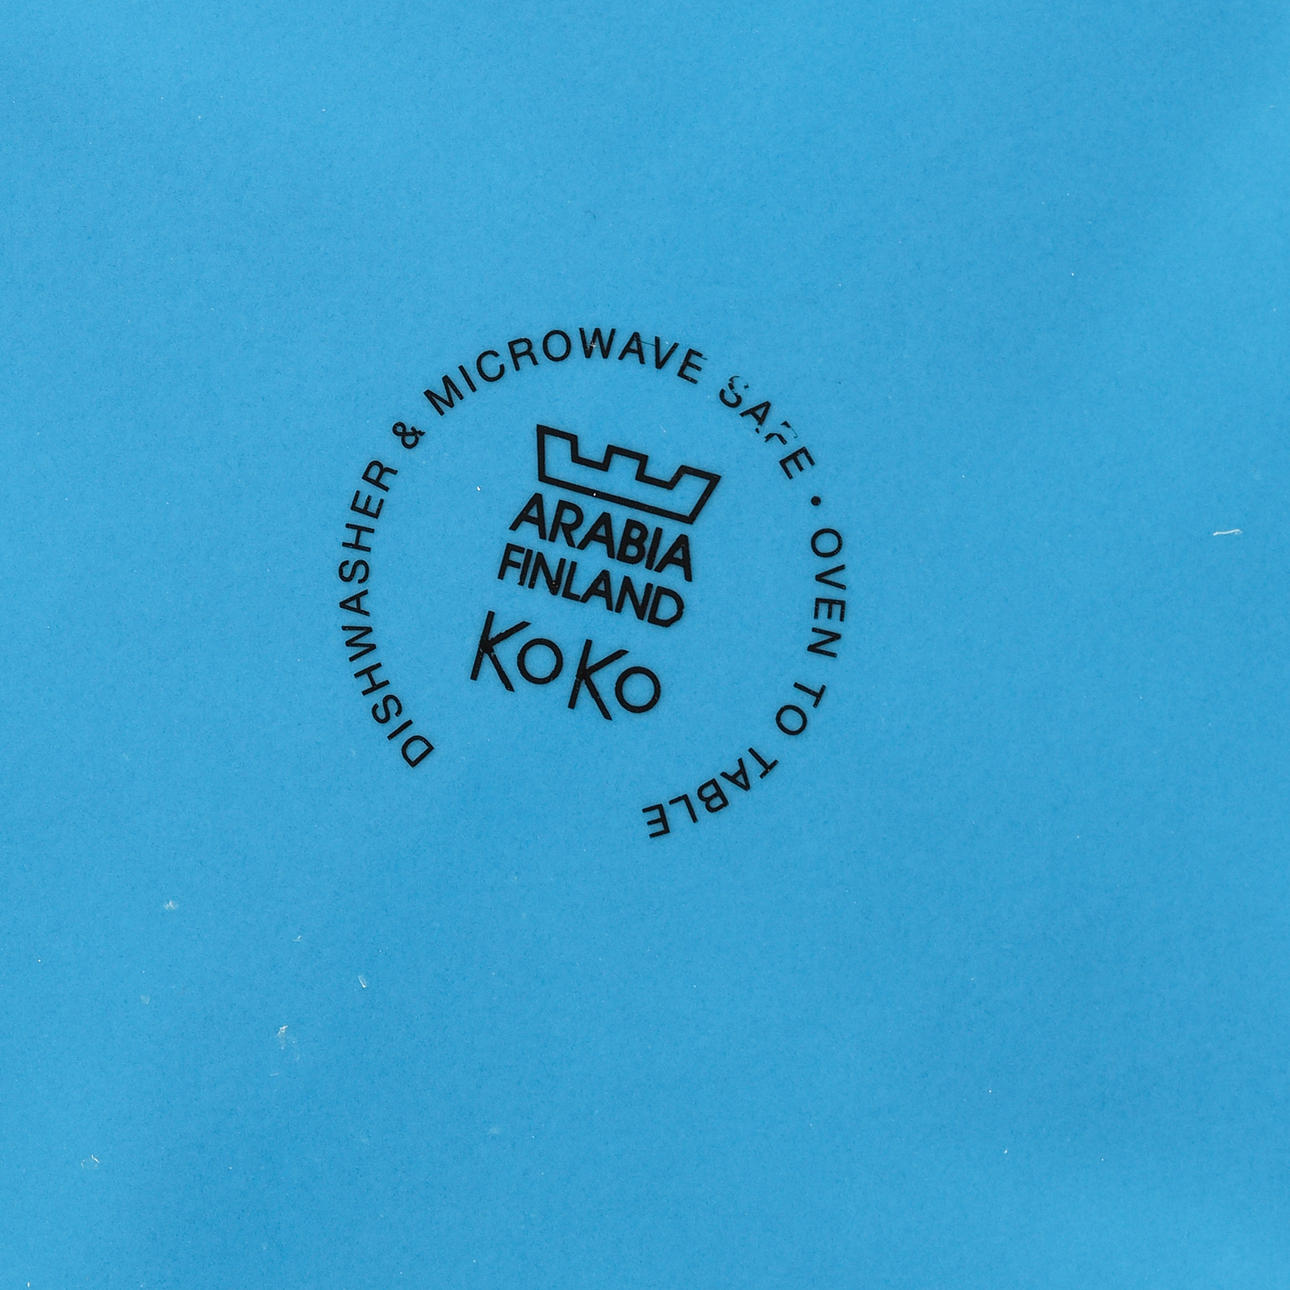 DISHWASHER & MICROWAVE SAFE • OVEN TO TABLE
ARABIA
FINLAND
KoKo